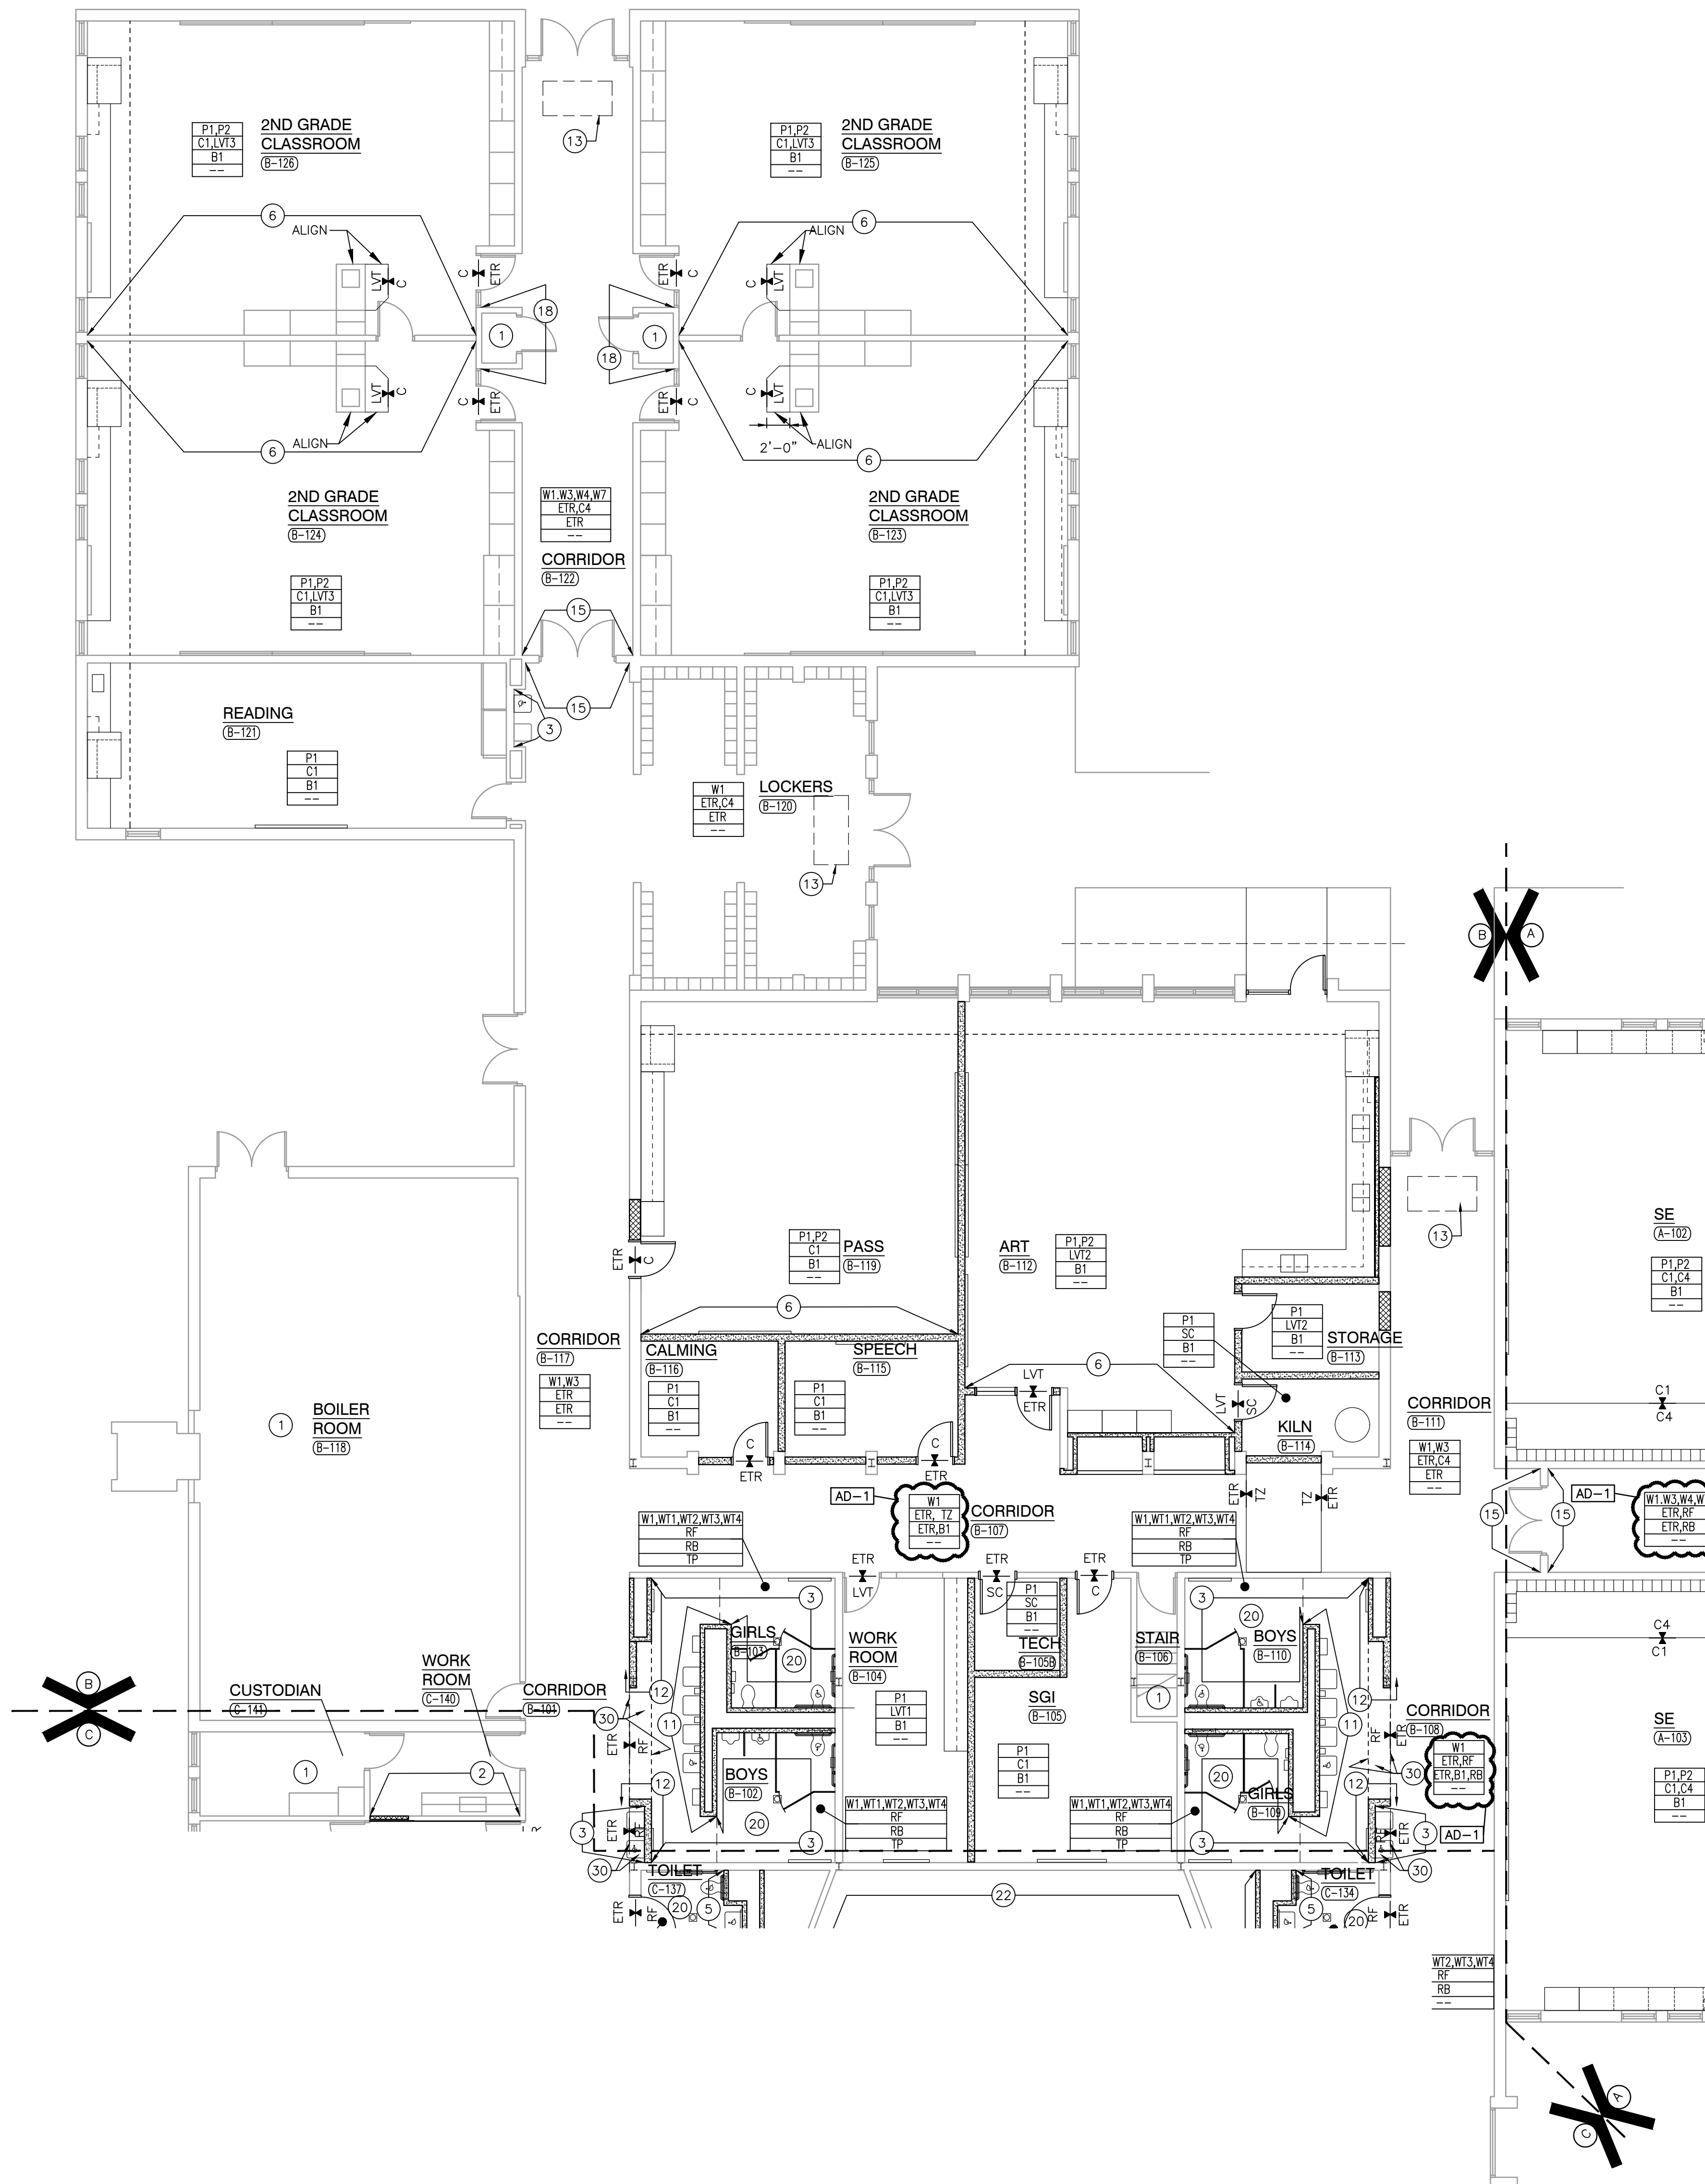 2ND GRADE
CLASSROOM
(B-126)
P1,P2
C1,LVT3
B1
--
13
P1,P2
C1,LVT3
B1
--
2ND GRADE
CLASSROOM
(B-125)
6
ALIGN
LVT
C
C
ETR
18
1
6
ALIGN
C
LVT
ETR
C
18
1
LVT
C
C
ETR
ALIGN
6
C
LVT
ETR
C
2'-0"
ALIGN
6
2ND GRADE
CLASSROOM
(B-124)
P1,P2
C1,LVT3
B1
--
W1.W3,W4,W7
ETR,C4
ETR
--
CORRIDOR
(B-122)
2ND GRADE
CLASSROOM
(B-123)
P1,P2
C1,LVT3
B1
--
15
15
3
READING
(B-121)
P1
C1
B1
--
W1
ETR,C4
ETR
--
LOCKERS
(B-120)
13
B
A
ETR
C
P1,P2
C1
B1
--
PASS
(B-119)
ART
(B-112)
P1,P2
LVT2
B1
--
13
SE
(A-102)
P1,P2
C1,C4
B1
--
6
CORRIDOR
(B-117)
W1,W3
ETR
ETR
--
CALMING
(B-116)
P1
C1
B1
--
SPEECH
(B-115)
P1
C1
B1
--
P1
SC
B1
--
P1
LVT2
B1
--
STORAGE
(B-113)
6
LVT
ETR
LVT
SC
KILN
(B-114)
1
BOILER
ROOM
(B-118)
CORRIDOR
(B-111)
W1,W3
ETR,C4
ETR
--
C1
C4
C
ETR
C
ETR
AD-1
W1
ETR, TZ
ETR,B1
--
CORRIDOR
(B-107)
ETR
TZ
TZ
ETR
15
15
AD-1
W1.W3,W4,W
ETR,RF
ETR,RB
--
W1,WT1,WT2,WT3,WT4
RF
RB
TP
W1,WT1,WT2,WT3,WT4
RF
RB
TP
ETR
LVT
ETR
SC
ETR
C
P1
SC
B1
--
TECH
(B-105B)
3
GIRLS
(B-103)
20
WORK
ROOM
(B-104)
P1
LVT1
B1
--
SGI
(B-105)
P1
C1
B1
--
STAIR
(B-106)
1
3
20
BOYS
(B-110)
C4
C1
B
C
CUSTODIAN
(C-141)
WORK
ROOM
(C-140)
CORRIDOR
(B-101)
1
2
12
30
11
ETR
RF
12
BOYS
(B-102)
20
3
W1,WT1,WT2,WT3,WT4
RF
RB
TP
W1,WT1,WT2,WT3,WT4
RF
RB
TP
20
GIRLS
(B-109)
3
12
11
12
RF
ETR
30
CORRIDOR
(B-108)
W1
ETR,RF
ETR,B1,RB
--
AD-1
SE
(A-103)
P1,P2
C1,C4
B1
--
3
ETR
RF
30
RF
ETR
3
30
TOILET
(C-137)
20
5
ETR
RF
22
TOILET
(C-134)
5
20
RF
ETR
WT2,WT3,WT4
RF
RB
--
A
C